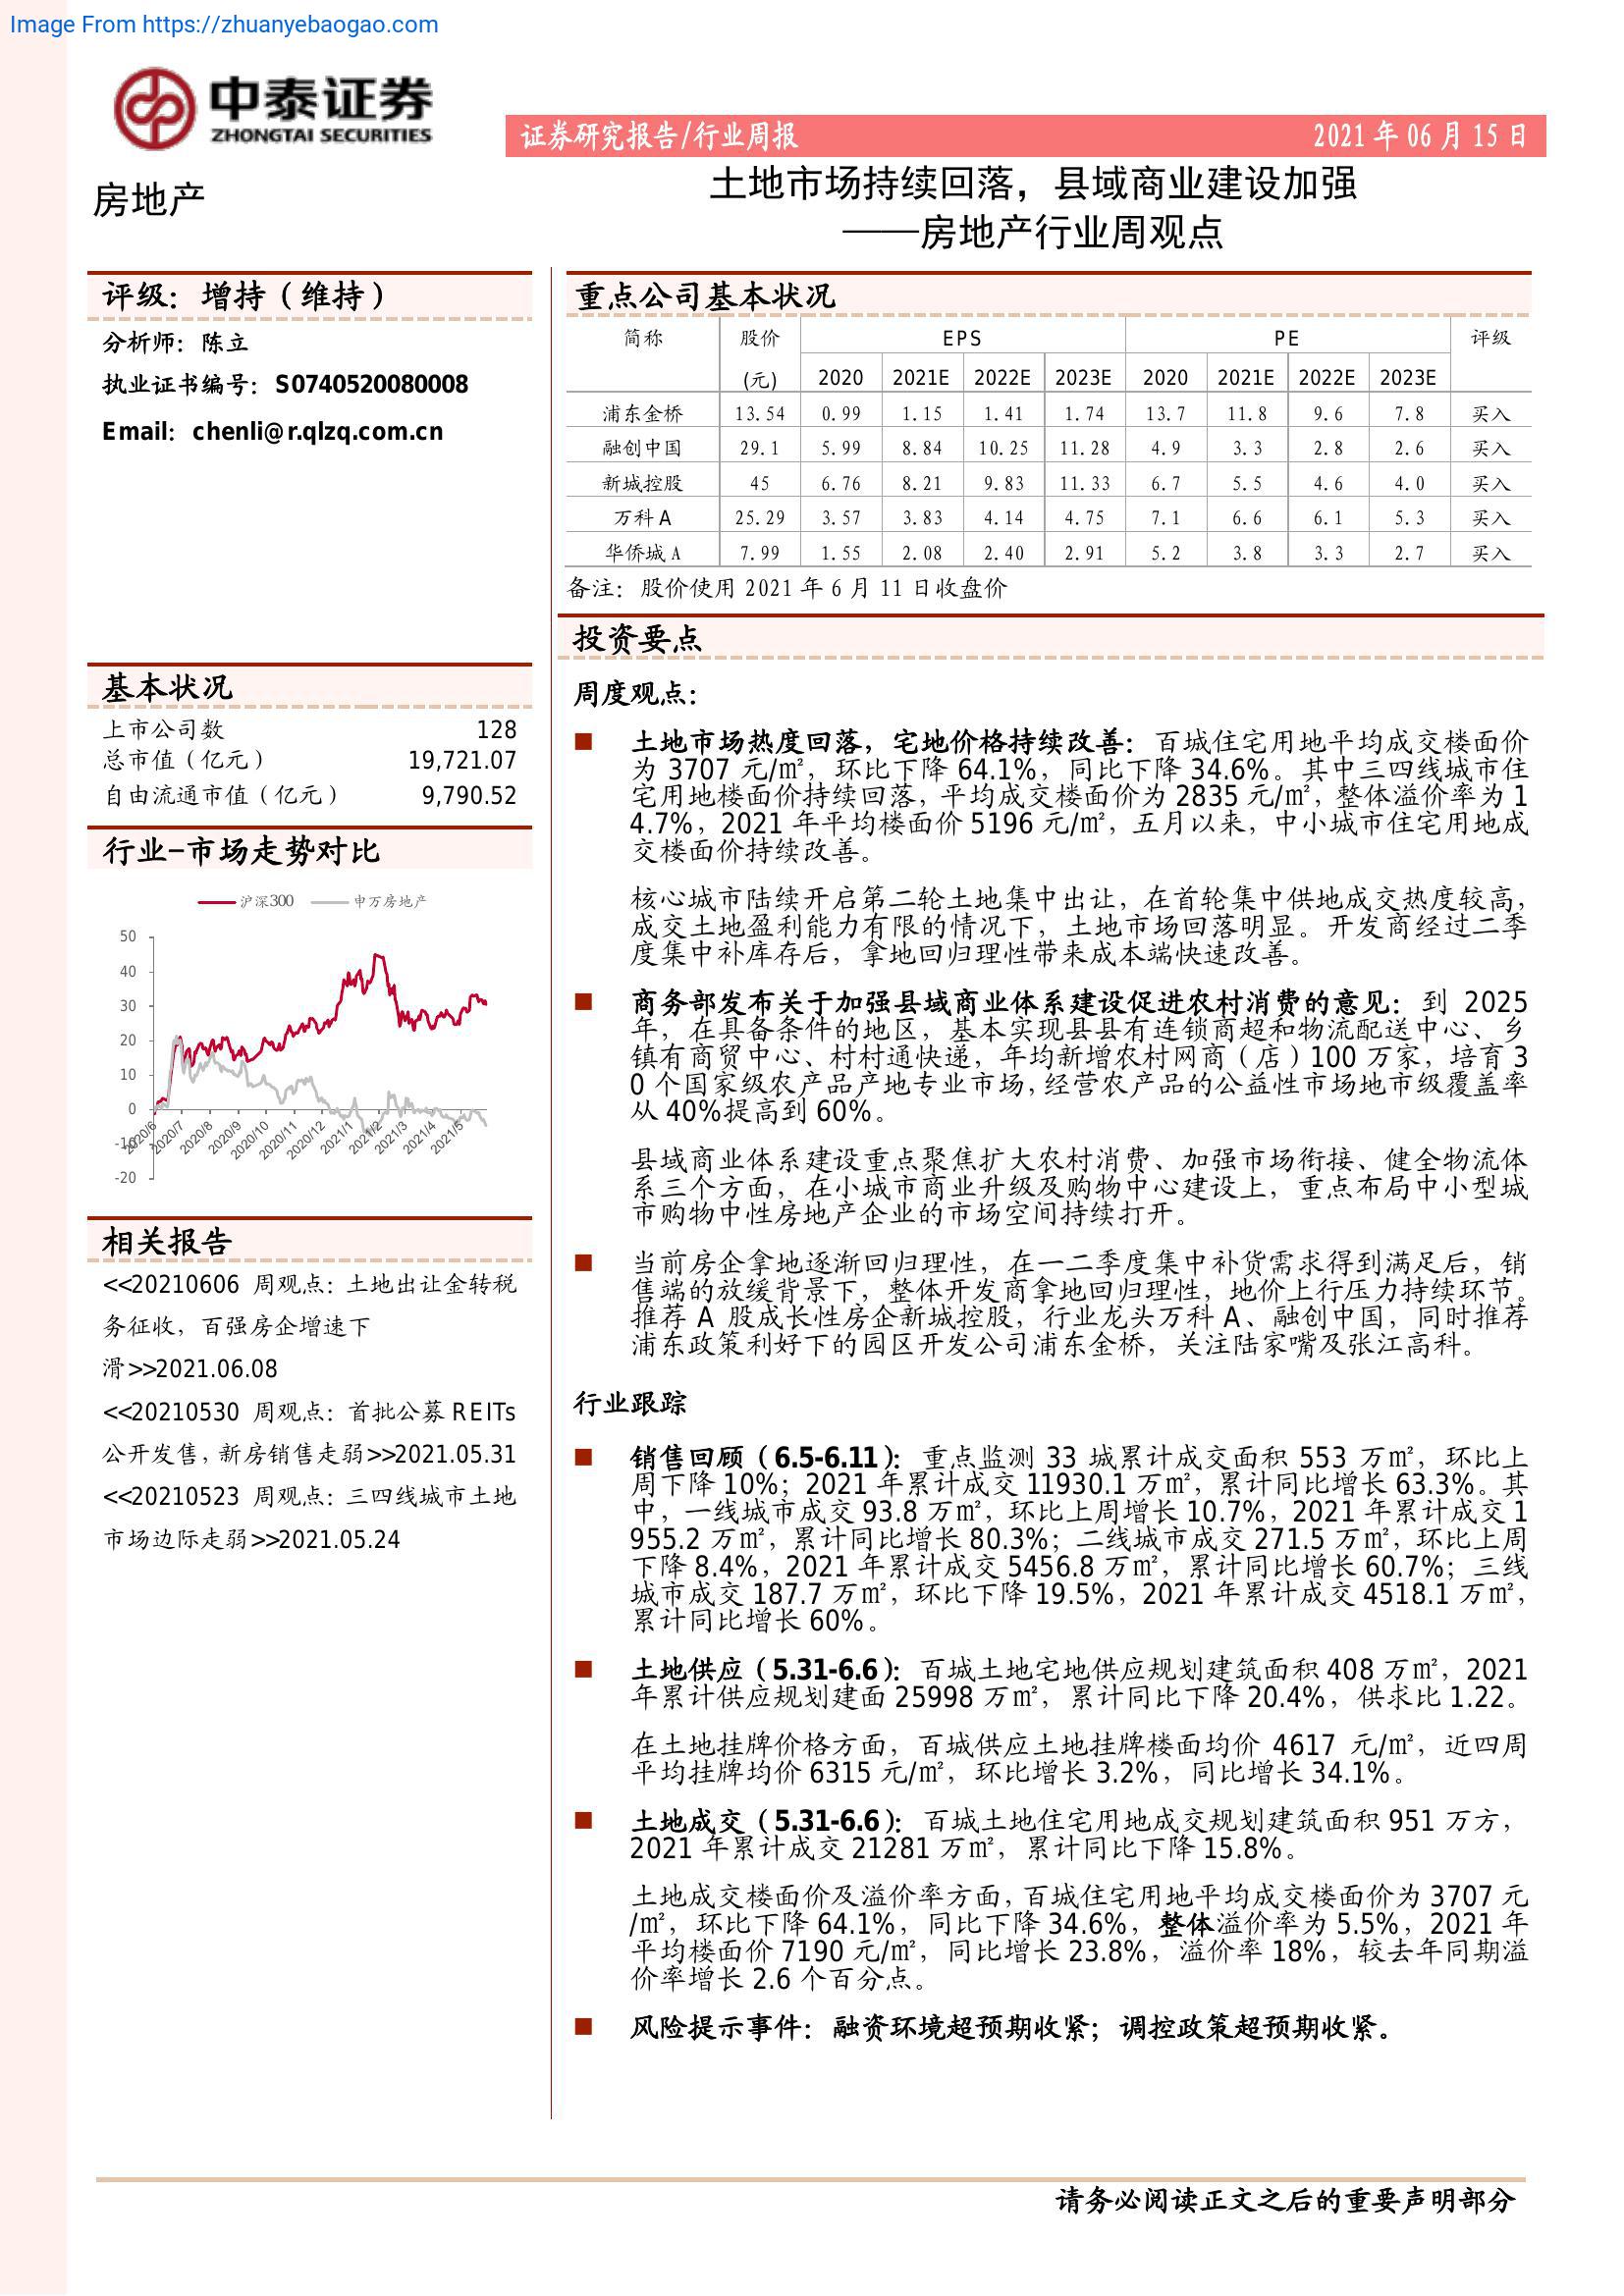 Image From https://zhuanyebaogao.com
中泰证券
ZHONGTAI SECURITIES
证券研究报告/行业周报
2021 年 06 月 15 日
房地产
土地市场持续回落，县域商业建设加强
——房地产行业周观点
评级：增持（维持）
分析师：陈立
执业证书编号：S0740520080008
Email：chenli@r.qlzq.com.cn
基本状况
上市公司数 128
总市值（亿元） 19,721.07
自由流通市值（亿元） 9,790.52
行业-市场走势对比
沪深300 申万房地产
50
40
30
20
10
0
-10
-20
2020/6 2020/7 2020/8 2020/9 2020/10 2020/11 2020/12 2021/1 2021/2 2021/3 2021/4 2021/5
相关报告
<<20210606 周观点：土地出让金转税
务征收，百强房企增速下
滑>>2021.06.08
<<20210530 周观点：首批公募 REITs
公开发售，新房销售走弱>>2021.05.31
<<20210523 周观点：三四线城市土地
市场边际走弱>>2021.05.24
重点公司基本状况
简称 股价 EPS PE 评级
(元) 2020 2021E 2022E 2023E 2020 2021E 2022E 2023E
浦东金桥 13.54 0.99 1.15 1.41 1.74 13.7 11.8 9.6 7.8 买入
融创中国 29.1 5.99 8.84 10.25 11.28 4.9 3.3 2.8 2.6 买入
新城控股 45 6.76 8.21 9.83 11.33 6.7 5.5 4.6 4.0 买入
万科 A 25.29 3.57 3.83 4.14 4.75 7.1 6.6 6.1 5.3 买入
华侨城 A 7.99 1.55 2.08 2.40 2.91 5.2 3.8 3.3 2.7 买入
备注：股价使用 2021 年 6 月 11 日收盘价
投资要点
周度观点：
■ 土地市场热度回落，宅地价格持续改善：百城住宅用地平均成交楼面价
为 3707 元/㎡，环比下降 64.1%，同比下降 34.6%。其中三四线城市住
宅用地楼面价持续回落，平均成交楼面价为 2835 元/㎡，整体溢价率为 1
4.7%，2021 年平均楼面价 5196 元/㎡，五月以来，中小城市住宅用地成
交楼面价持续改善。
核心城市陆续开启第二轮土地集中出让，在首轮集中供地成交热度较高，
成交土地盈利能力有限的情况下，土地市场回落明显。开发商经过二季
度集中补库存后，拿地回归理性带来成本端快速改善。
■ 商务部发布关于加强县域商业体系建设促进农村消费的意见：到 2025
年，在具备条件的地区，基本实现县县有连锁商超和物流配送中心、乡
镇有商贸中心、村村通快递，年均新增农村网商（店）100 万家，培育 3
0 个国家级农产品产地专业市场，经营农产品的公益性市场地市级覆盖率
从 40%提高到 60%。
县域商业体系建设重点聚焦扩大农村消费、加强市场衔接、健全物流体
系三个方面，在小城市商业升级及购物中心建设上，重点布局中小型城
市购物中性房地产企业的市场空间持续打开。
■ 当前房企拿地逐渐回归理性，在一二季度集中补货需求得到满足后，销
售端的放缓背景下，整体开发商拿地回归理性，地价上行压力持续环节。
推荐 A 股成长性房企新城控股，行业龙头万科 A、融创中国，同时推荐
浦东政策利好下的园区开发公司浦东金桥，关注陆家嘴及张江高科。
行业跟踪
■ 销售回顾（6.5-6.11）：重点监测 33 城累计成交面积 553 万㎡，环比上
周下降 10%；2021 年累计成交 11930.1 万㎡，累计同比增长 63.3%。其
中，一线城市成交 93.8 万㎡，环比上周增长 10.7%，2021 年累计成交 1
955.2 万㎡，累计同比增长 80.3%；二线城市成交 271.5 万㎡，环比上周
下降 8.4%，2021 年累计成交 5456.8 万㎡，累计同比增长 60.7%；三线
城市成交 187.7 万㎡，环比下降 19.5%，2021 年累计成交 4518.1 万㎡，
累计同比增长 60%。
■ 土地供应（5.31-6.6）：百城土地宅地供应规划建筑面积 408 万㎡，2021
年累计供应规划建面 25998 万㎡，累计同比下降 20.4%，供求比 1.22。
在土地挂牌价格方面，百城供应土地挂牌楼面均价 4617 元/㎡，近四周
平均挂牌均价 6315 元/㎡，环比增长 3.2%，同比增长 34.1%。
■ 土地成交（5.31-6.6）：百城土地住宅用地成交规划建筑面积 951 万方，
2021 年累计成交 21281 万㎡，累计同比下降 15.8%。
土地成交楼面价及溢价率方面，百城住宅用地平均成交楼面价为 3707 元
/㎡，环比下降 64.1%，同比下降 34.6%，整体溢价率为 5.5%，2021 年
平均楼面价 7190 元/㎡，同比增长 23.8%，溢价率 18%，较去年同期溢
价率增长 2.6 个百分点。
■ 风险提示事件：融资环境超预期收紧；调控政策超预期收紧。
请务必阅读正文之后的重要声明部分